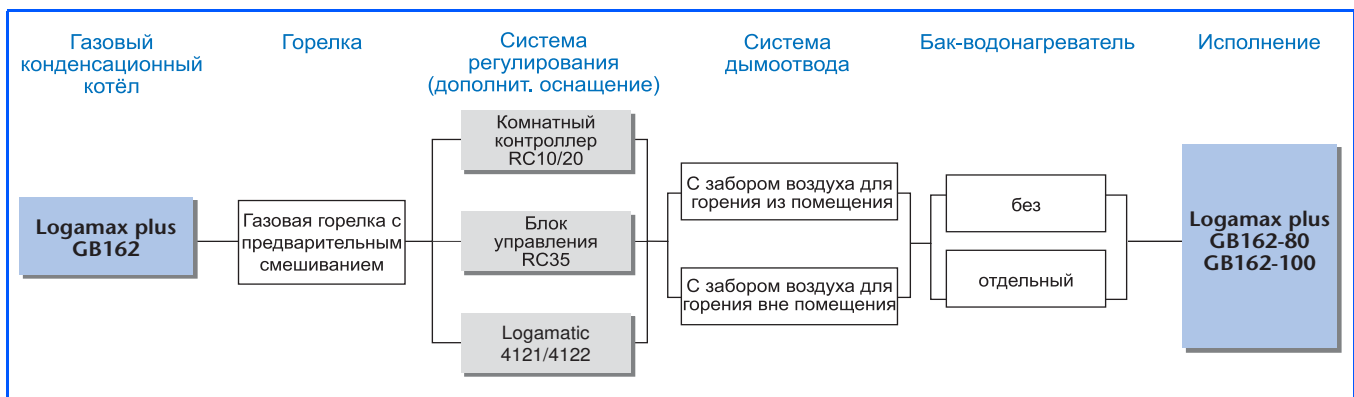 Газовый
конденсационный
котёл
Горелка
Система
регулирования
(дополнит. оснащение)
Система
дымоотвода
Бак-водонагреватель
Исполнение
Logamax plus
GB162
Газовая горелка с
предварительным
смешиванием
Комнатный
контроллер
RC10/20
Блок
управления
RC35
Logamatic
4121/4122
С забором воздуха для
горения из помещения
С забором воздуха для
горения вне помещения
без
отдельный
Logamax plus
GB162-80
GB162-100